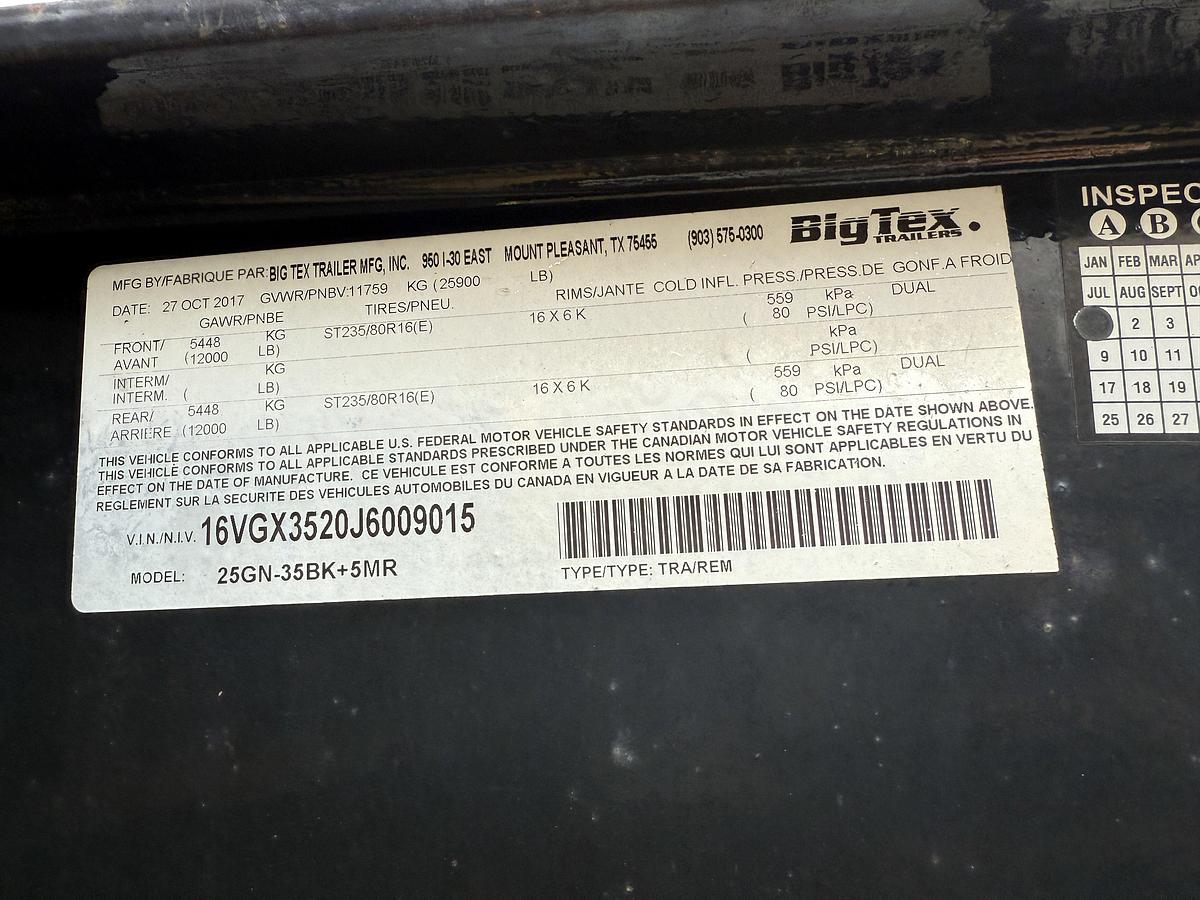 MFG BY/FABRIQUE PAR: BIG TEX TRAILER MFG, INC. 950 I-30 EAST MOUNT PLEASANT, TX 75455 (903) 575-0300 BigTex TRAILERS
DATE: 27 OCT 2017 GVWR/PNBV:11759 KG (25900 LB)
GAWR/PNBE TIRES/PNEU. RIMS/JANTE COLD INFL. PRESS./PRESS.DE GONF.A FROID
FRONT/ 5448 KG ST235/80R16(E) 16 X 6 K 559 kPa DUAL
AVANT (12000 LB) ( 80 PSI/LPC)
INTERM/ KG kPa
INTERM. ( LB) ( PSI/LPC)
REAR/ 5448 KG ST235/80R16(E) 16 X 6 K 559 kPa DUAL
ARRIERE (12000 LB) ( 80 PSI/LPC)
THIS VEHICLE CONFORMS TO ALL APPLICABLE U.S. FEDERAL MOTOR VEHICLE SAFETY STANDARDS IN EFFECT ON THE DATE SHOWN ABOVE.
THIS VEHICLE CONFORMS TO ALL APPLICABLE STANDARDS PRESCRIBED UNDER THE CANADIAN MOTOR VEHICLE SAFETY REGULATIONS IN
EFFECT ON THE DATE OF MANUFACTURE. CE VEHICULE EST CONFORME A TOUTES LES NORMES QUI LUI SONT APPLICABLES EN VERTU DU
REGLEMENT SUR LA SECURITE DES VEHICULES AUTOMOBILES DU CANADA EN VIGUEUR A LA DATE DE SA FABRICATION.
V.I.N./N.I.V. 16VGX3520J6009015
MODEL: 25GN-35BK+5MR
TYPE/TYPE: TRA/REM
INSPEC
A B
JAN FEB MAR AP
JUL AUG SEPT
2 3
9 10 11
17 18 19
25 26 27